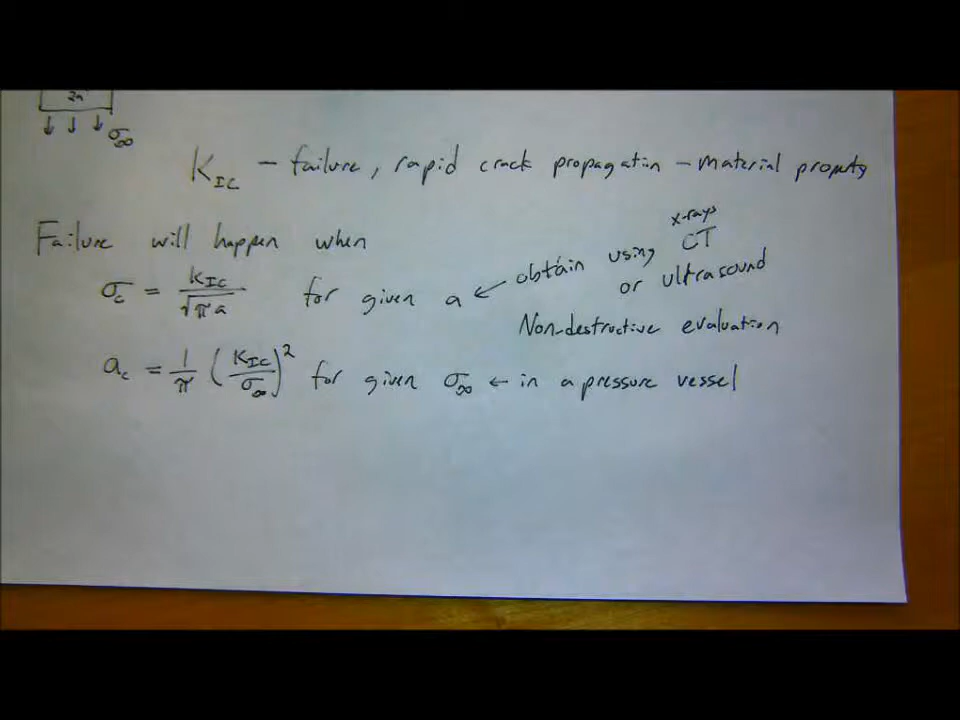 2a
σ∞
K_IC – failure, rapid crack propagation – material property
Failure will happen when
x-rays
σ_c = K_IC / √(πa) for given a ← obtain using CT
or ultrasound
Non-destructive evaluation
a_c = 1/π (K_IC / σ∞)² for given σ∞ ← in a pressure vessel